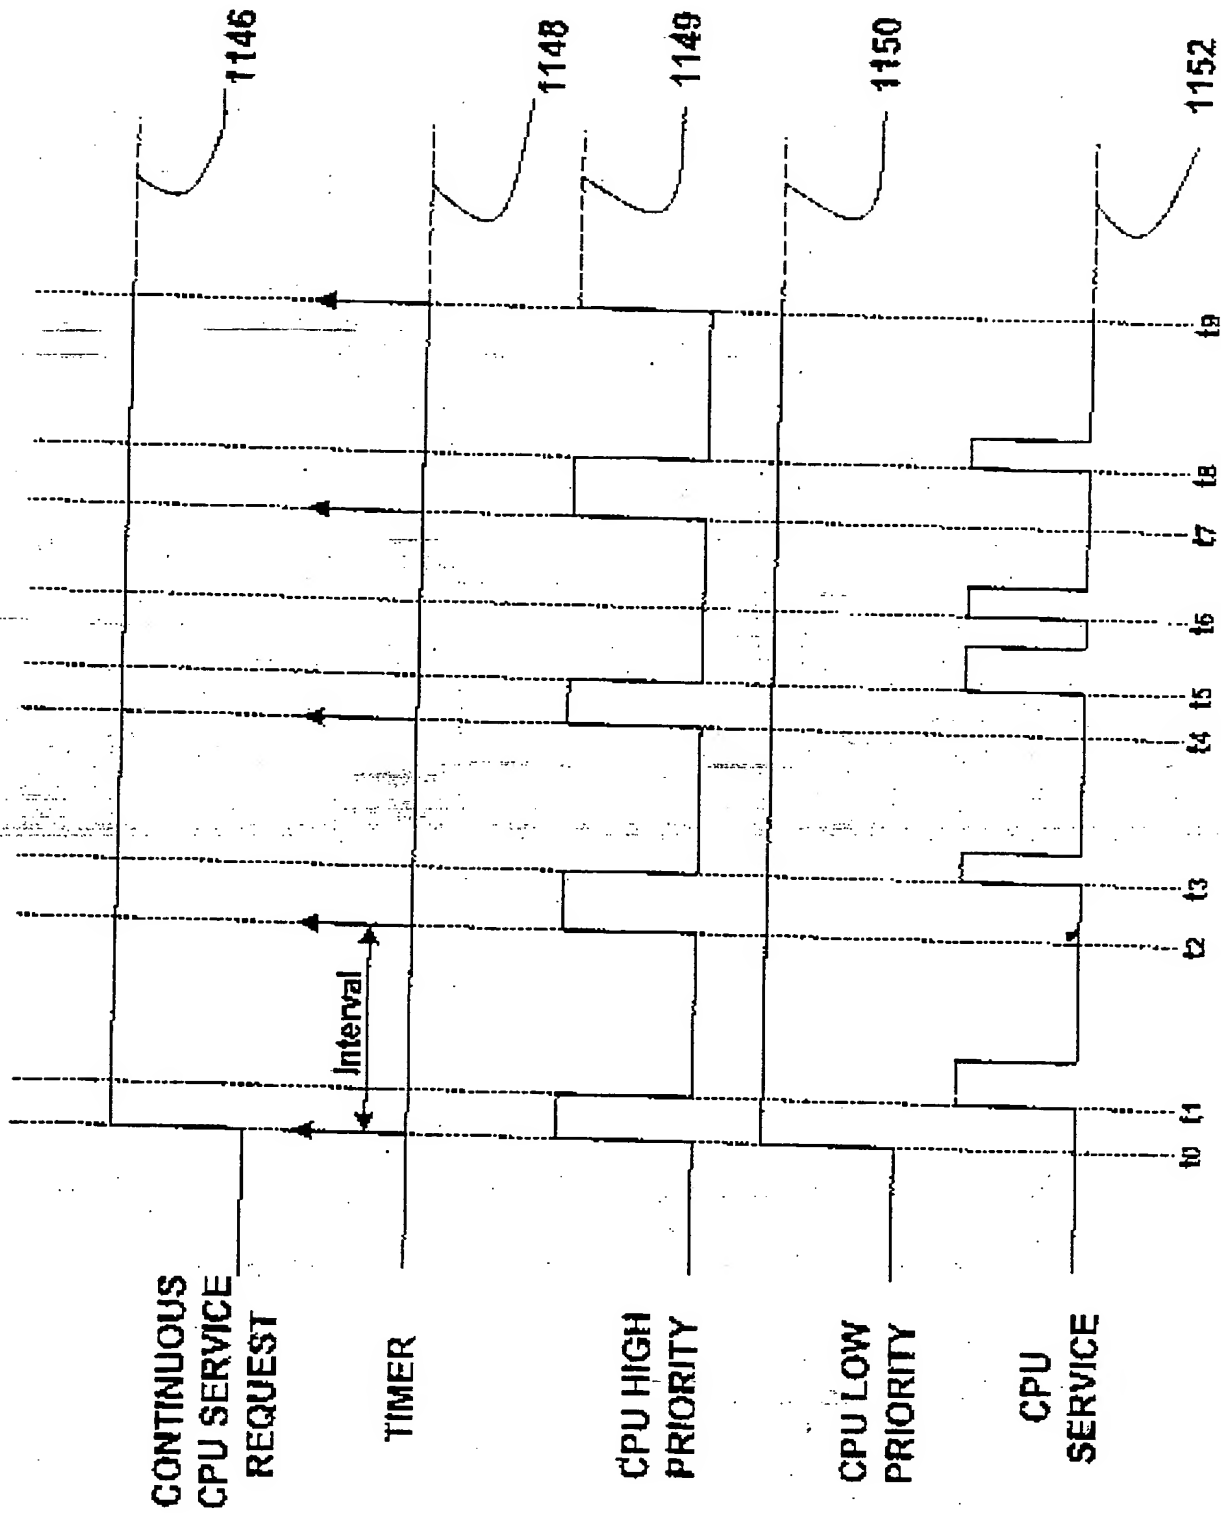 CONTINUOUS
CPU SERVICE
REQUEST
1146
Interval
TIMER
1148
CPU HIGH
PRIORITY
1149
CPU LOW
PRIORITY
1150
CPU
SERVICE
1152
t0
t1
t2
t3
t4
t5
t6
t7
t8
t9